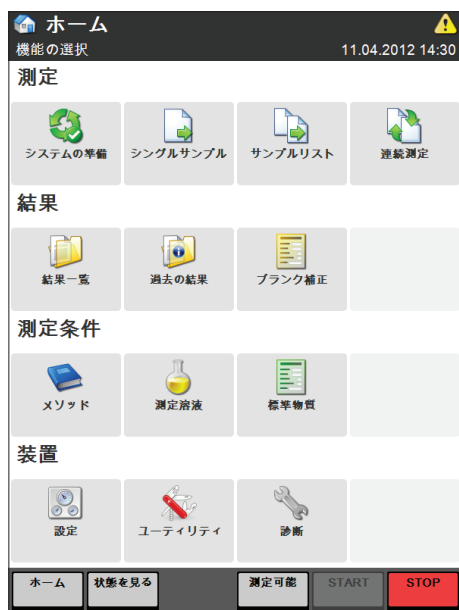 ホーム
機能の選択 11.04.2012 14:30
測定
システムの準備 シングルサンプル サンプルリスト 連続測定
結果
結果一覧 過去の結果 ブランク補正
測定条件
メソッド 測定溶液 標準物質
装置
設定 ユーティリティ 診断
ホーム 状態を見る 測定可能 START STOP